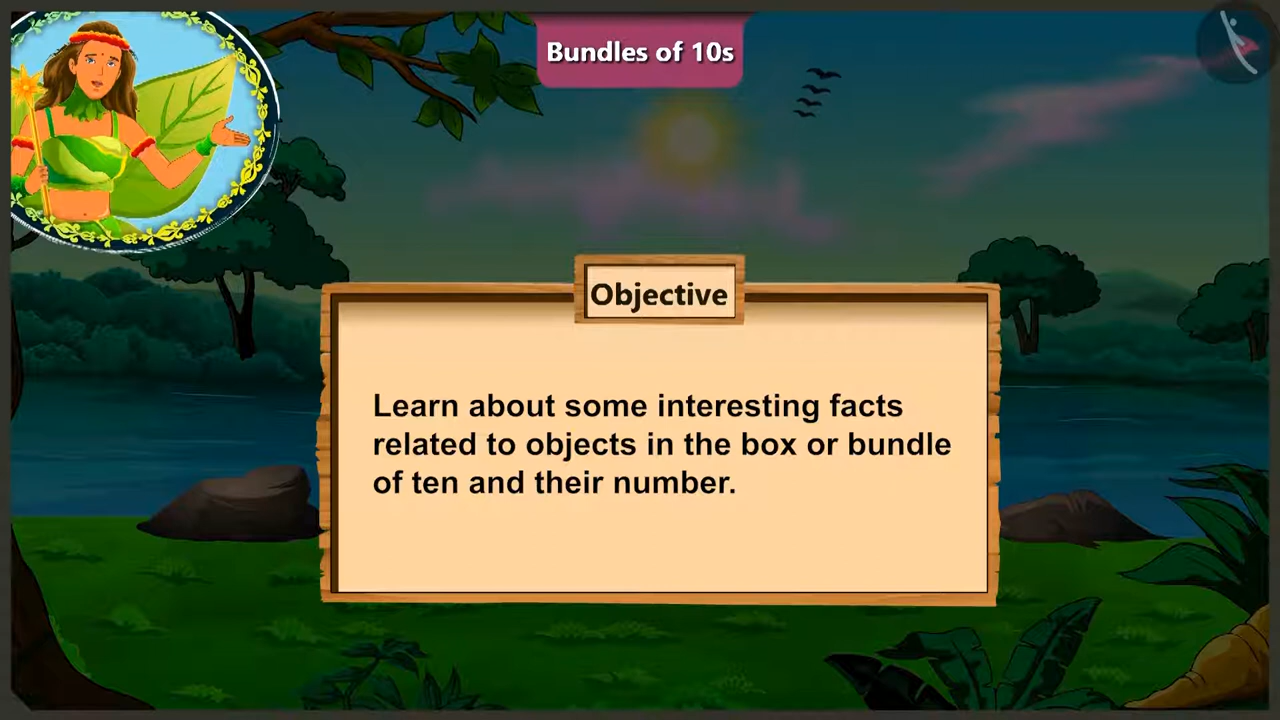 Bundles of 10s
Objective
Learn about some interesting facts
related to objects in the box or bundle
of ten and their number.